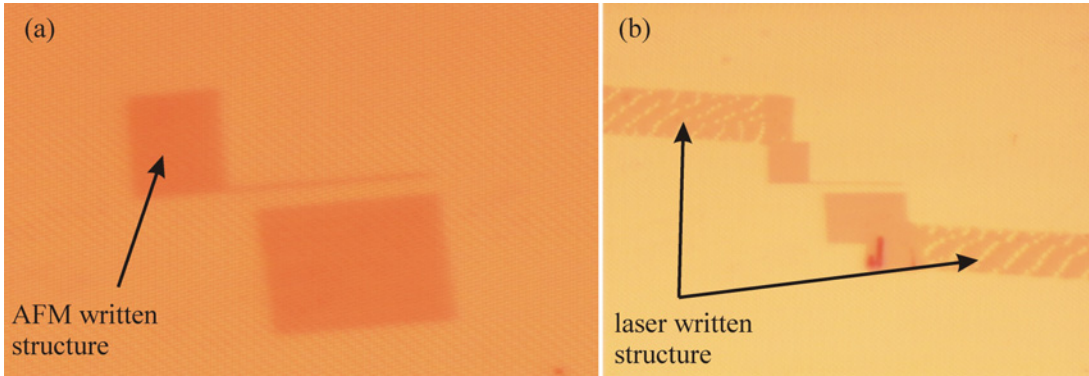 (a)
AFM written
structure
(b)
laser written
structure